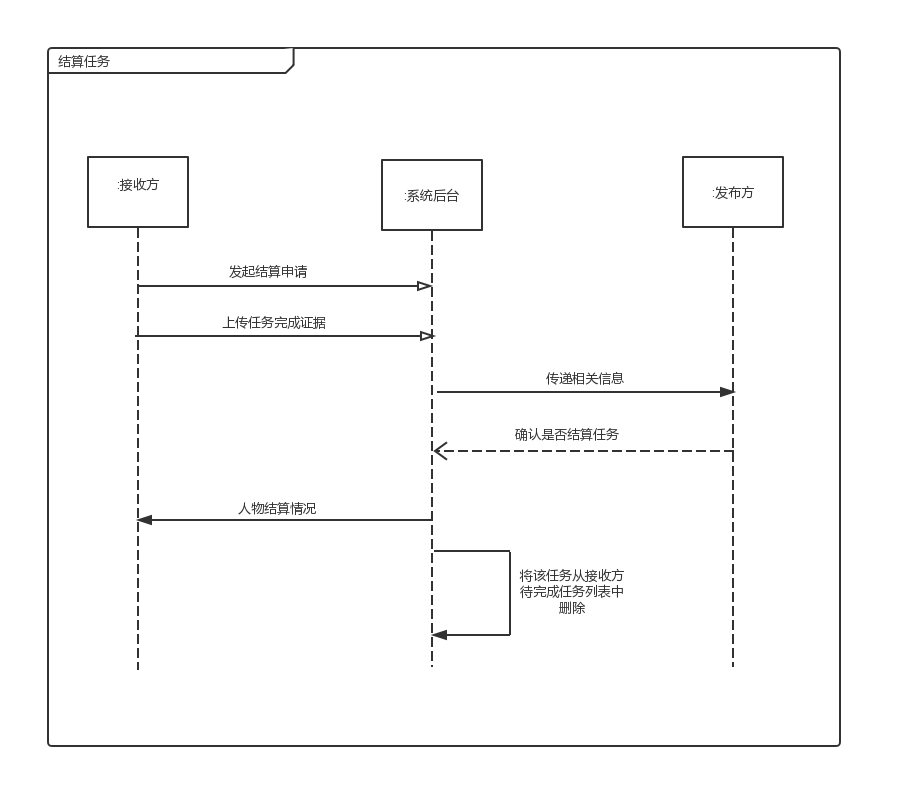 结算任务
:接收方
:系统后台
:发布方
发起结算申请
上传任务完成证据
传递相关信息
确认是否结算任务
人物结算情况
将该任务从接收方
待完成任务列表中
删除